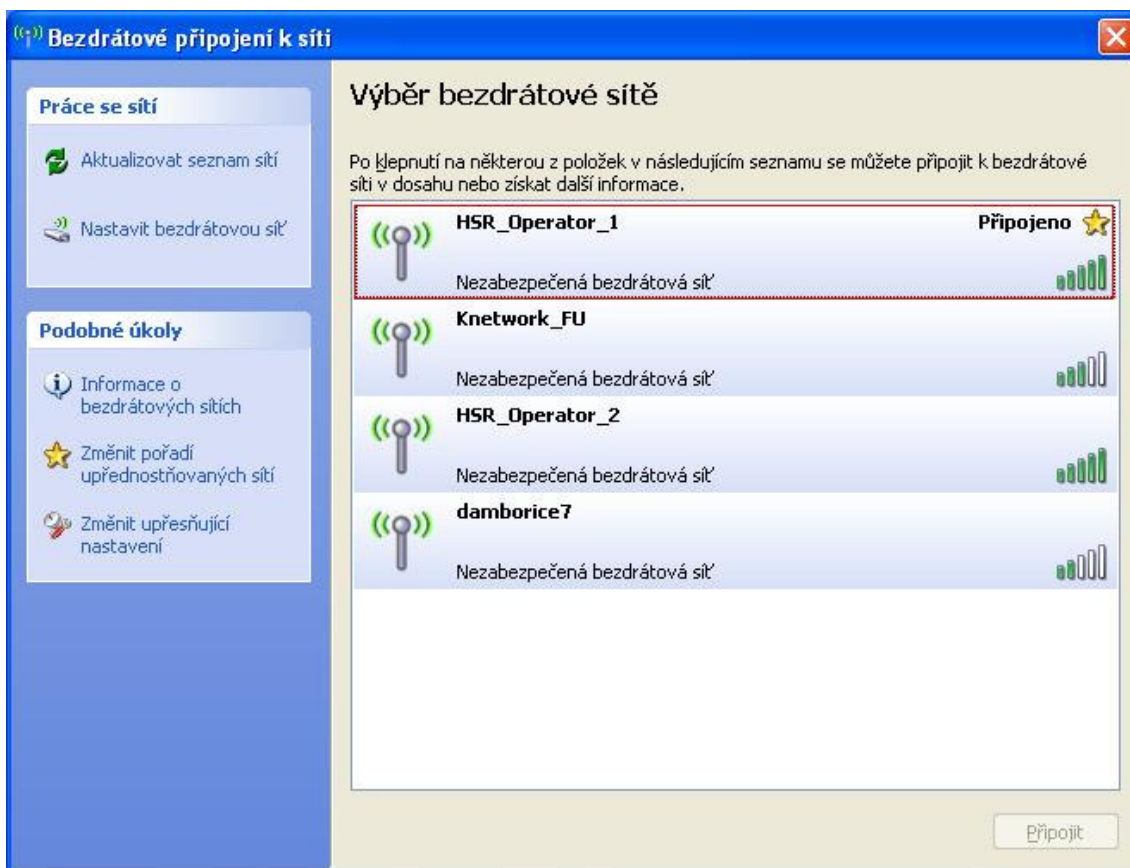 Bezdrátové připojení k síti
Práce se sítí
Aktualizovat seznam sítí
Nastavit bezdrátovou síť
Podobné úkoly
Informace o
bezdrátových sítích
Změnit pořadí
upřednostňovaných sítí
Změnit upřesňující
nastavení
Výběr bezdrátové sítě
Po klepnutí na některou z položek v následujícím seznamu se můžete připojit k bezdrátové
síti v dosahu nebo získat další informace.
HSR_Operator_1
Připojeno
Nezabezpečená bezdrátová síť
Knetwork_FU
Nezabezpečená bezdrátová síť
HSR_Operator_2
Nezabezpečená bezdrátová síť
damborice7
Nezabezpečená bezdrátová síť
Připojit